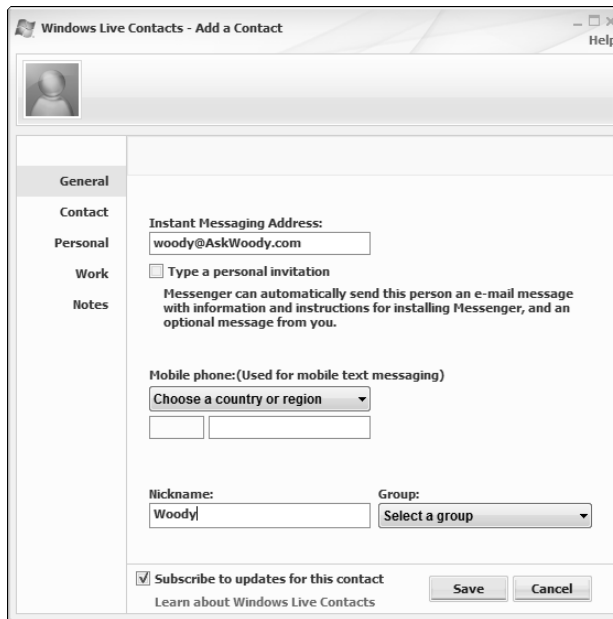 Windows Live Contacts - Add a Contact
Help
General
Contact
Personal
Work
Notes
Instant Messaging Address:
woody@AskWoody.com
Type a personal invitation
Messenger can automatically send this person an e-mail message
with information and instructions for installing Messenger, and an
optional message from you.
Mobile phone:(Used for mobile text messaging)
Choose a country or region
Nickname:
Woody
Group:
Select a group
Subscribe to updates for this contact
Learn about Windows Live Contacts
Save
Cancel